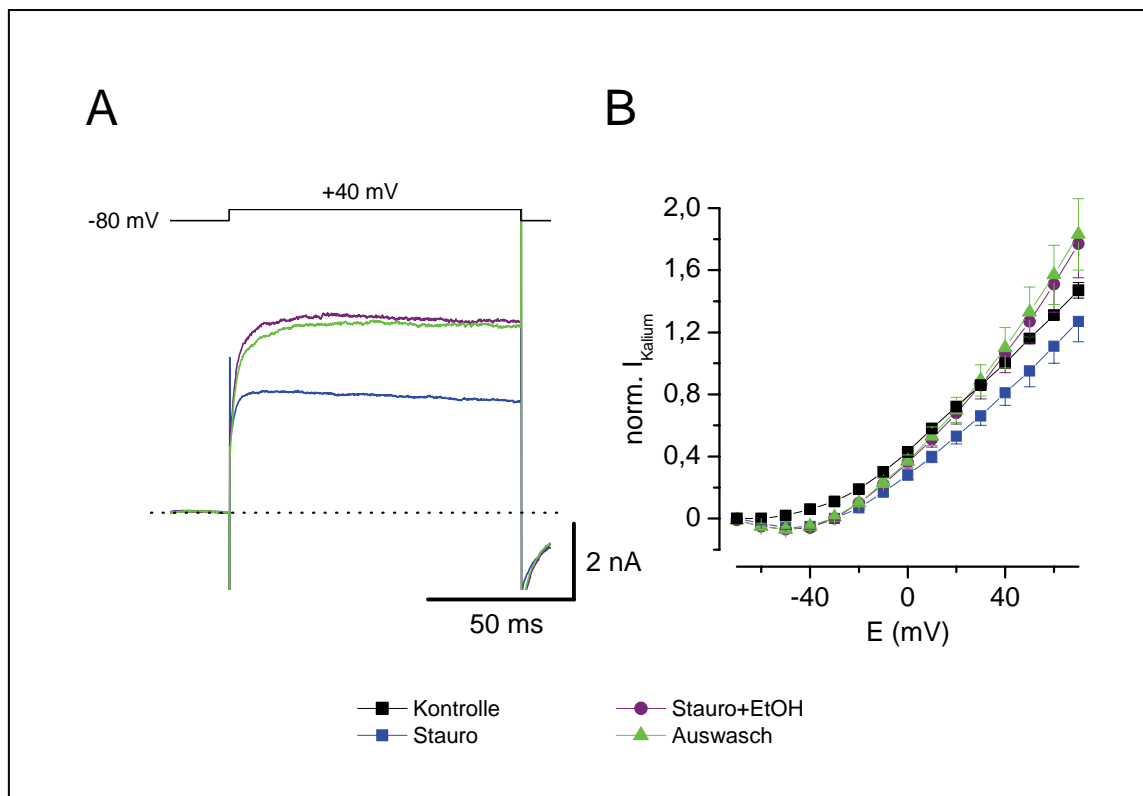 A
B
+40 mV
-80 mV
2 nA
50 ms
norm. I Kalium
2,0
1,6
1,2
0,8
0,4
0
-40
0
40
E (mV)
Kontrolle
Stauro
Stauro+EtOH
Auswasch